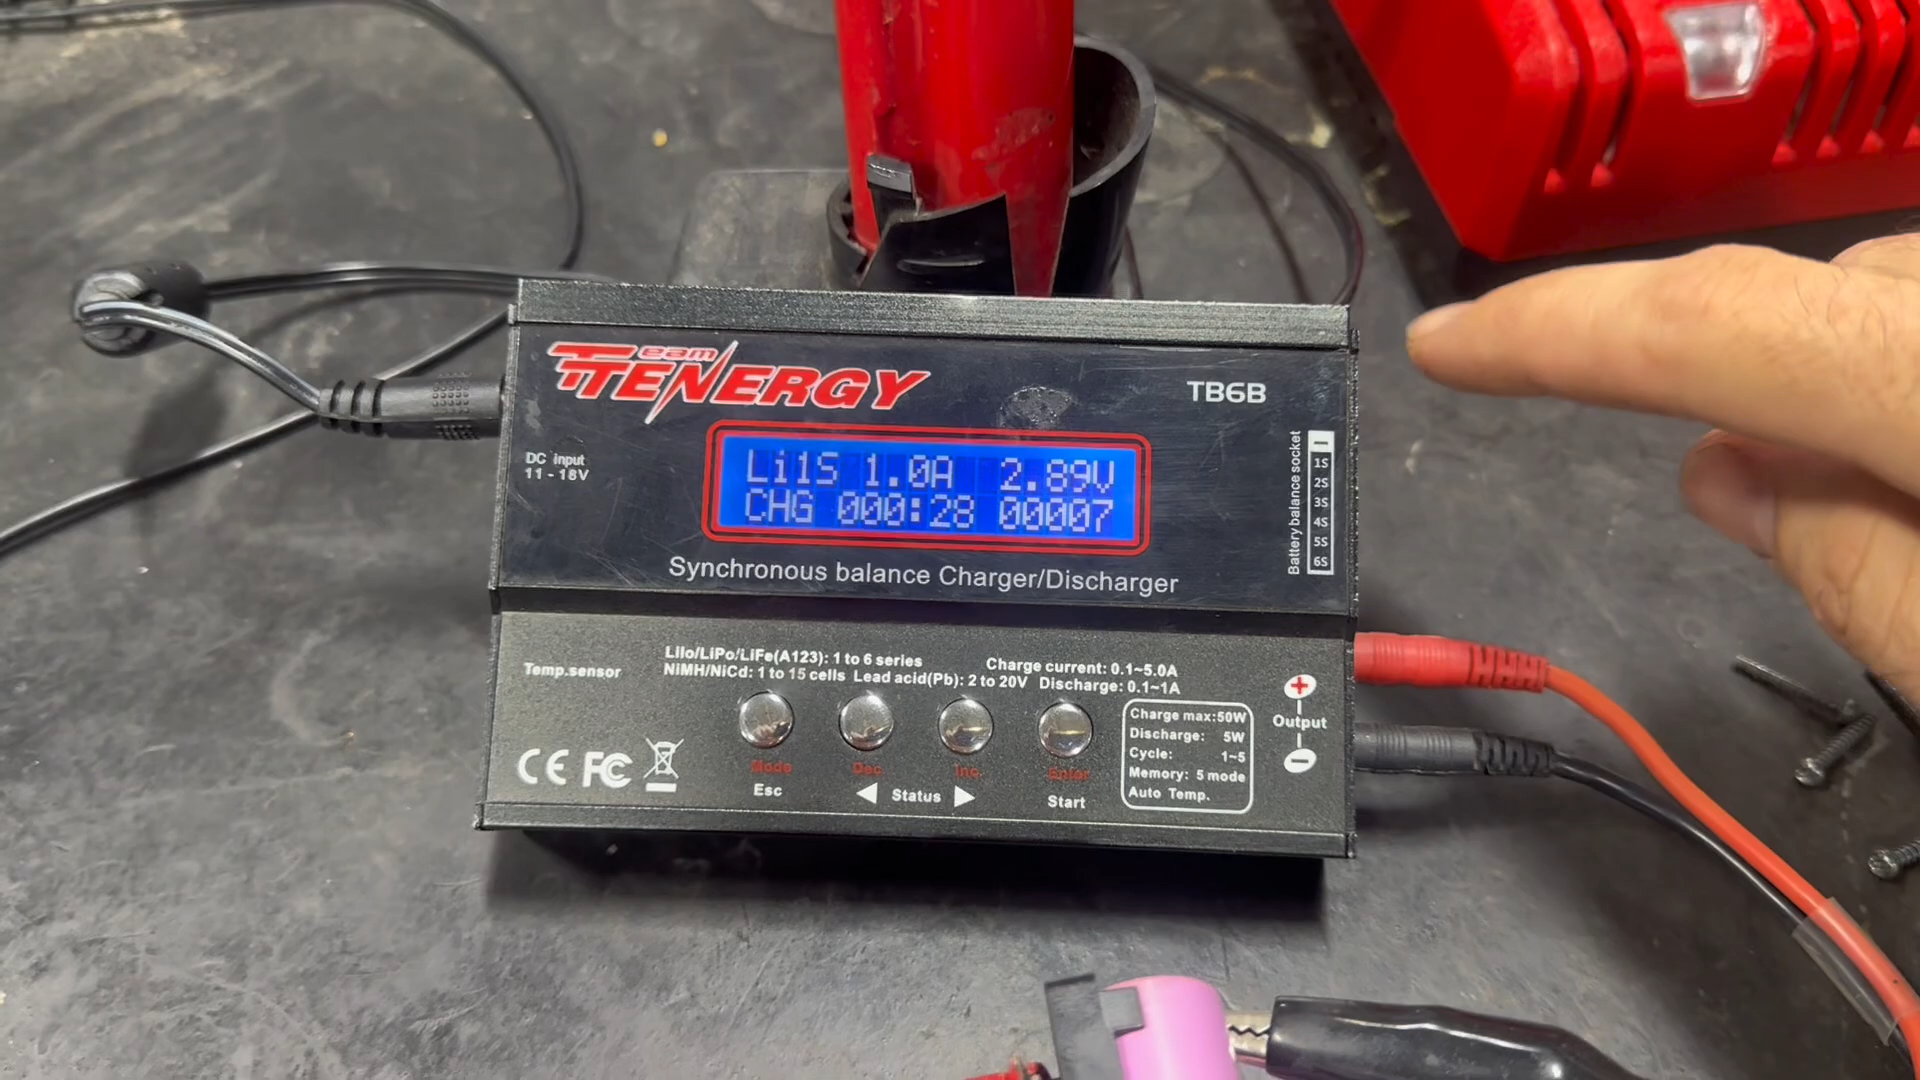 Team TENERGY
TB6B
DC input
11 - 18V
Li1S 1.0A 2.89V
CHG 000:28 00007
Synchronous balance Charger/Discharger
Battery balance socket
1S
2S
3S
4S
5S
6S
Temp.sensor
LiIo/LiPo/LiFe(A123): 1 to 6 series
Charge current: 0.1~5.0A
NiMH/NiCd: 1 to 15 cells Lead acid(Pb): 2 to 20V Discharge: 0.1~1A
Mode
Dec.
Inc.
Enter
Esc
Status
Start
Charge max:50W
Discharge: 5W
Cycle: 1~5
Memory: 5 mode
Auto Temp.
+
Output
−
CE FC